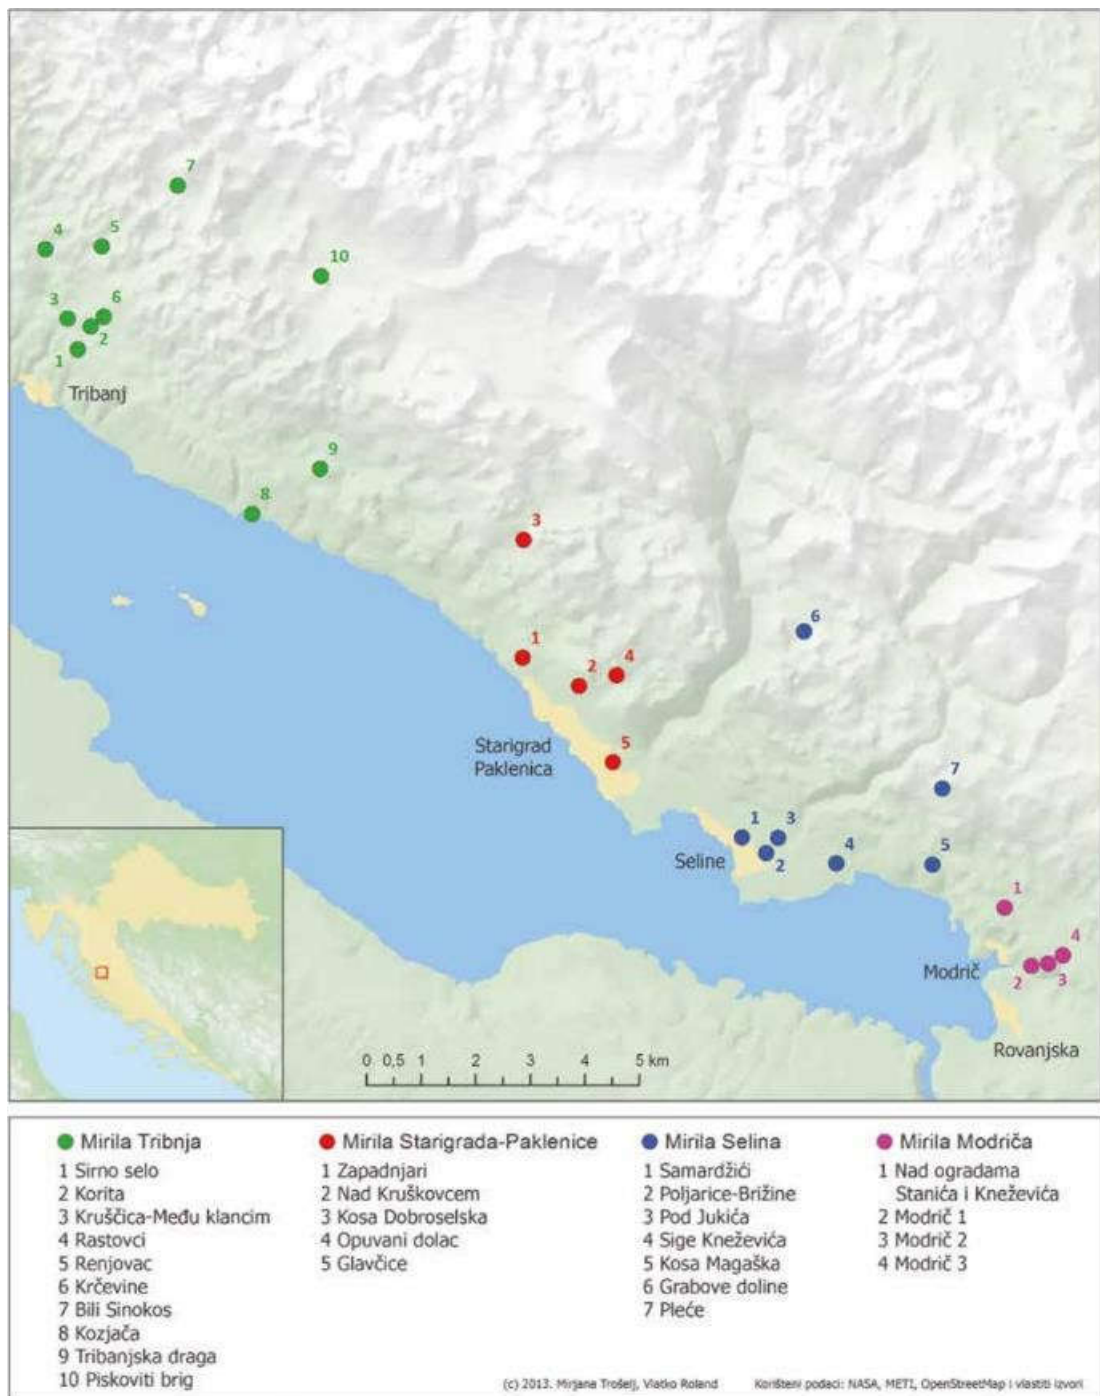 7
4
5
10
3
6
2
1
Tribanj
9
8
3
6
1
2
4
Starigrad
Paklenica
5
7
1
3
Seline
2
4
5
1
4
Modrič
2
3
Rovanjska
0 0,5 1 2 3 4 5 km
Mirila Tribnja
1 Sirno selo
2 Korita
3 Kruščica-Među klancim
4 Rastovci
5 Renjovac
6 Krčevine
7 Bili Sinokos
8 Kozjača
9 Tribanjska draga
10 Piskoviti brig
Mirila Starigrada-Paklenice
1 Zapadnjari
2 Nad Kruškovcem
3 Kosa Dobroselska
4 Opuvani dolac
5 Glavčice
Mirila Selina
1 Samardžići
2 Poljarice-Brižine
3 Pod Jukića
4 Sige Kneževića
5 Kosa Magaška
6 Grabove doline
7 Pleće
Mirila Modriča
1 Nad ogradama
Stanića i Kneževića
2 Modrič 1
3 Modrič 2
4 Modrič 3
(c) 2013. Mirjana Trošelj, Vlatko Roland
Korišteni podaci: NASA, METI, OpenStreetMap i vlastiti izvori